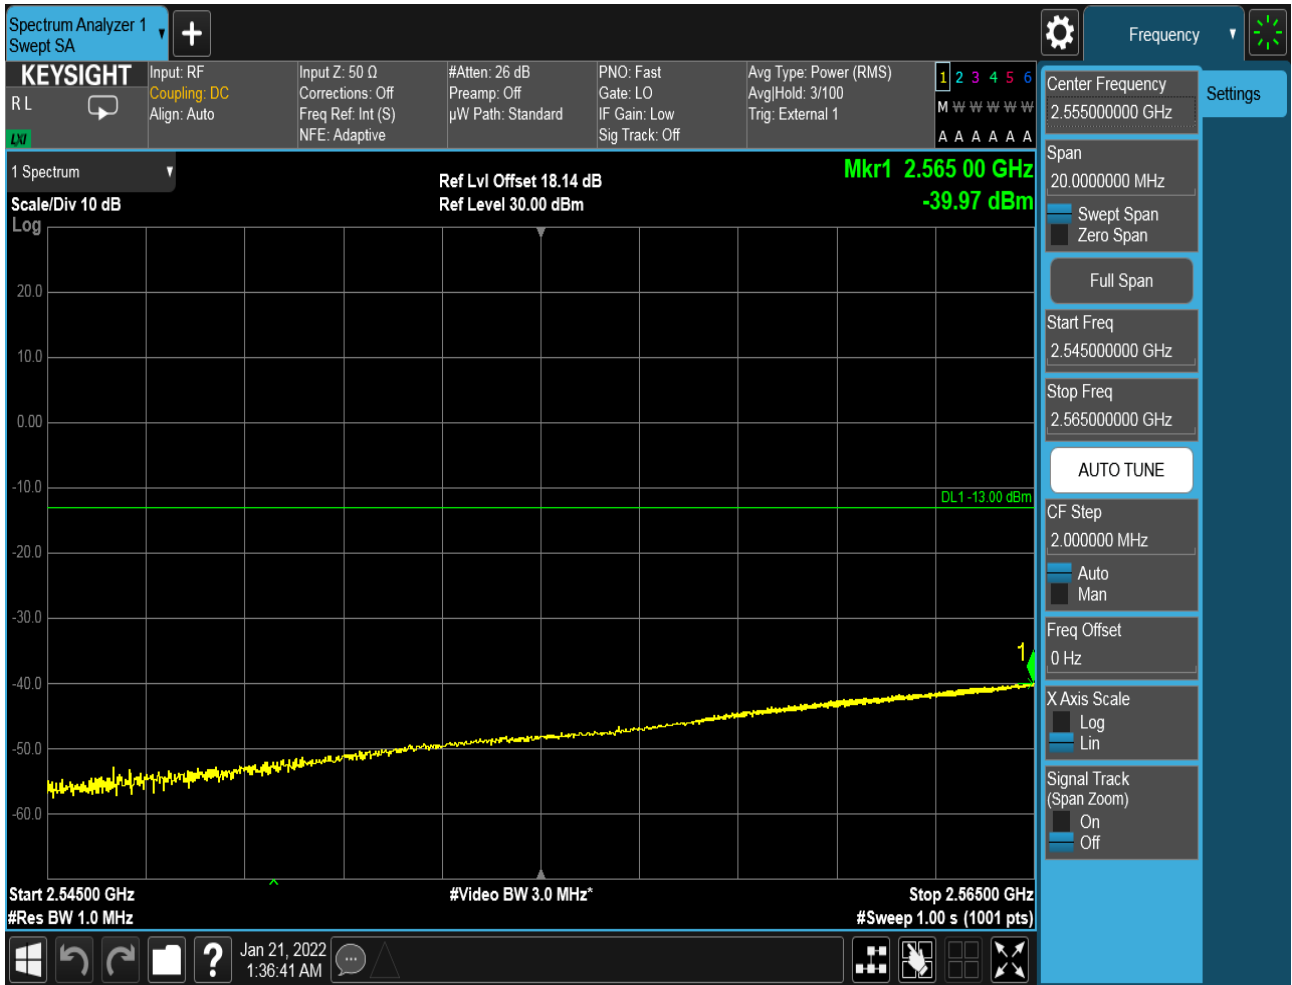 Spectrum Analyzer 1
Swept SA
Frequency
KEYSIGHT
R L
LXI
Input: RF
Coupling: DC
Align: Auto
Input Z: 50 Ω
Corrections: Off
Freq Ref: Int (S)
NFE: Adaptive
#Atten: 26 dB
Preamp: Off
µW Path: Standard
PNO: Fast
Gate: LO
IF Gain: Low
Sig Track: Off
Avg Type: Power (RMS)
Avg|Hold: 3/100
Trig: External 1
1 2 3 4 5 6
M W W W W W
A A A A A A
1 Spectrum
Scale/Div 10 dB
Log
Ref Lvl Offset 18.14 dB
Ref Level 30.00 dBm
Mkr1 2.565 00 GHz
-39.97 dBm
20.0
10.0
0.00
-10.0
DL1 -13.00 dBm
-20.0
-30.0
1
-40.0
-50.0
-60.0
Start 2.54500 GHz
#Res BW 1.0 MHz
#Video BW 3.0 MHz*
Stop 2.56500 GHz
#Sweep 1.00 s (1001 pts)
Center Frequency
2.555000000 GHz
Settings
Span
20.0000000 MHz
Swept Span
Zero Span
Full Span
Start Freq
2.545000000 GHz
Stop Freq
2.565000000 GHz
AUTO TUNE
CF Step
2.000000 MHz
Auto
Man
Freq Offset
0 Hz
X Axis Scale
Log
Lin
Signal Track
(Span Zoom)
On
Off
?
Jan 21, 2022
1:36:41 AM